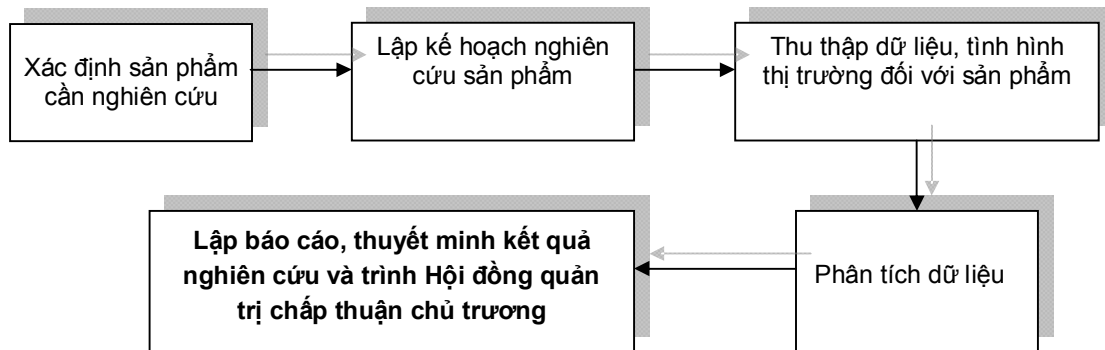 Xác định sản phẩm
cần nghiên cứu
Lập kế hoạch nghiên
cứu sản phẩm
Thu thập dữ liệu, tình hình
thị trường đối với sản phẩm
Phân tích dữ liệu
Lập báo cáo, thuyết minh kết quả
nghiên cứu và trình Hội đồng quản
trị chấp thuận chủ trương